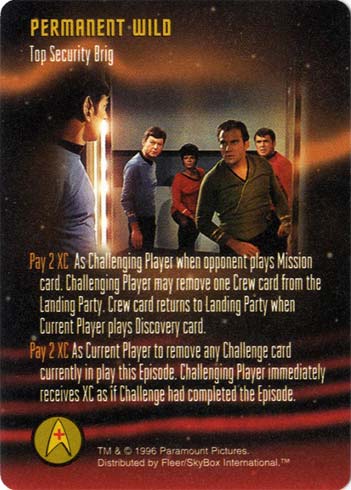 PERMANENT WILD
Top Security Brig
Pay 2 XC As Challenging Player when opponent plays Mission
card. Challenging Player may remove one Crew card from the
Landing Party. Crew card returns to Landing Party when
Current Player plays Discovery card.
Pay 2 XC As Current Player to remove any Challenge card
currently in play this Episode. Challenging Player immediately
receives XC as if Challenge had completed the Episode.
TM & © 1996 Paramount Pictures.
Distributed by Fleer/SkyBox International.™